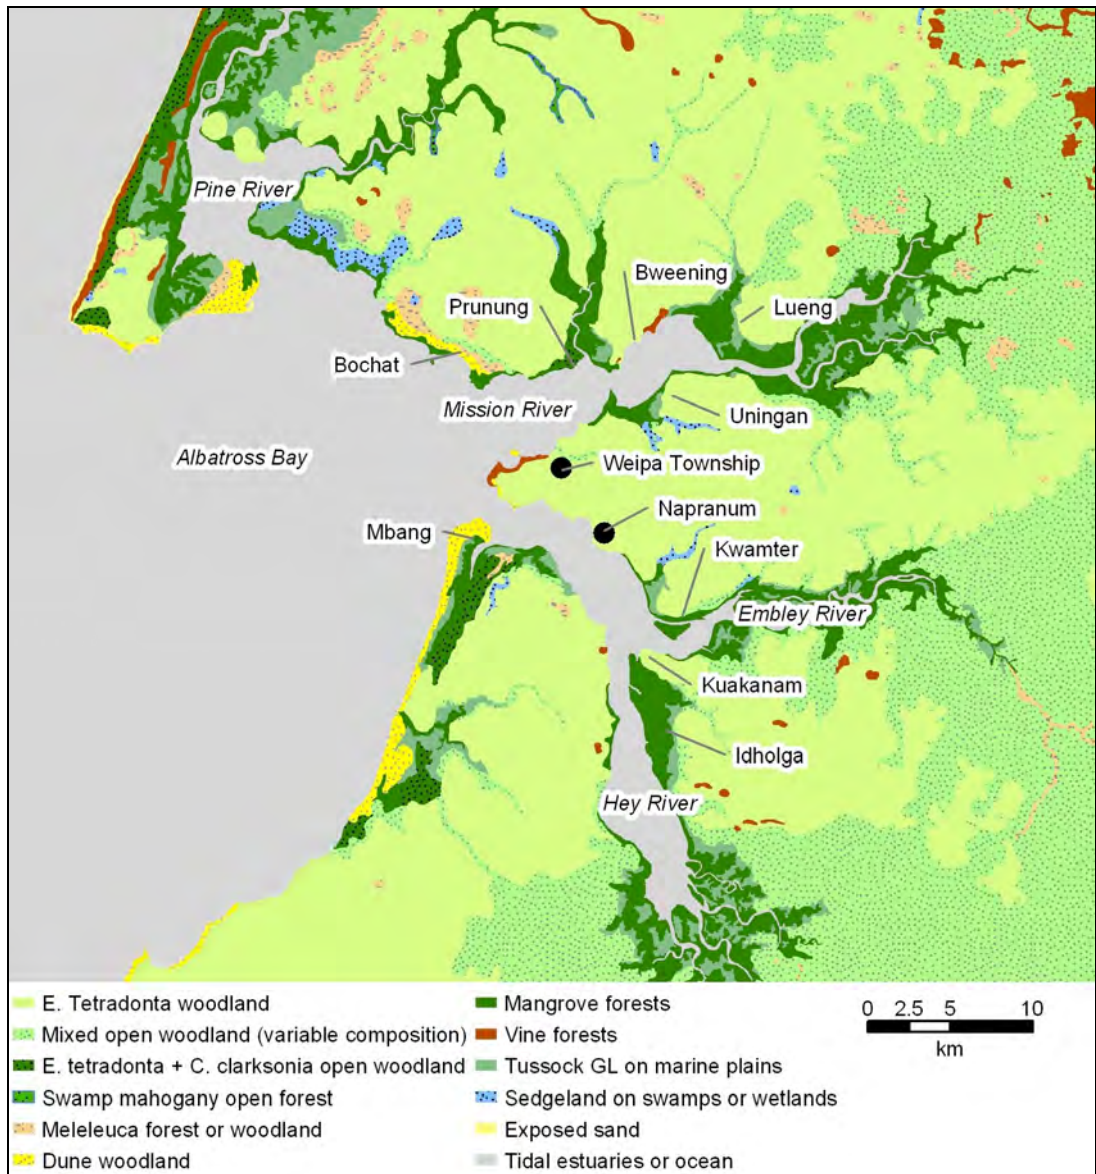 Pine River
Bweening
Prunung
Lueng
Bochat
Mission River
Uningan
Albatross Bay
Weipa Township
Napranum
Mbang
Kwamter
Embley River
Kuakanam
Idholga
Hey River
E. Tetradonta woodland
Mixed open woodland (variable composition)
E. tetradonta + C. clarksonia open woodland
Swamp mahogany open forest
Meleleuca forest or woodland
Dune woodland
Mangrove forests
Vine forests
Tussock GL on marine plains
Sedgeland on swamps or wetlands
Exposed sand
Tidal estuaries or ocean
0 2.5 5 10
km